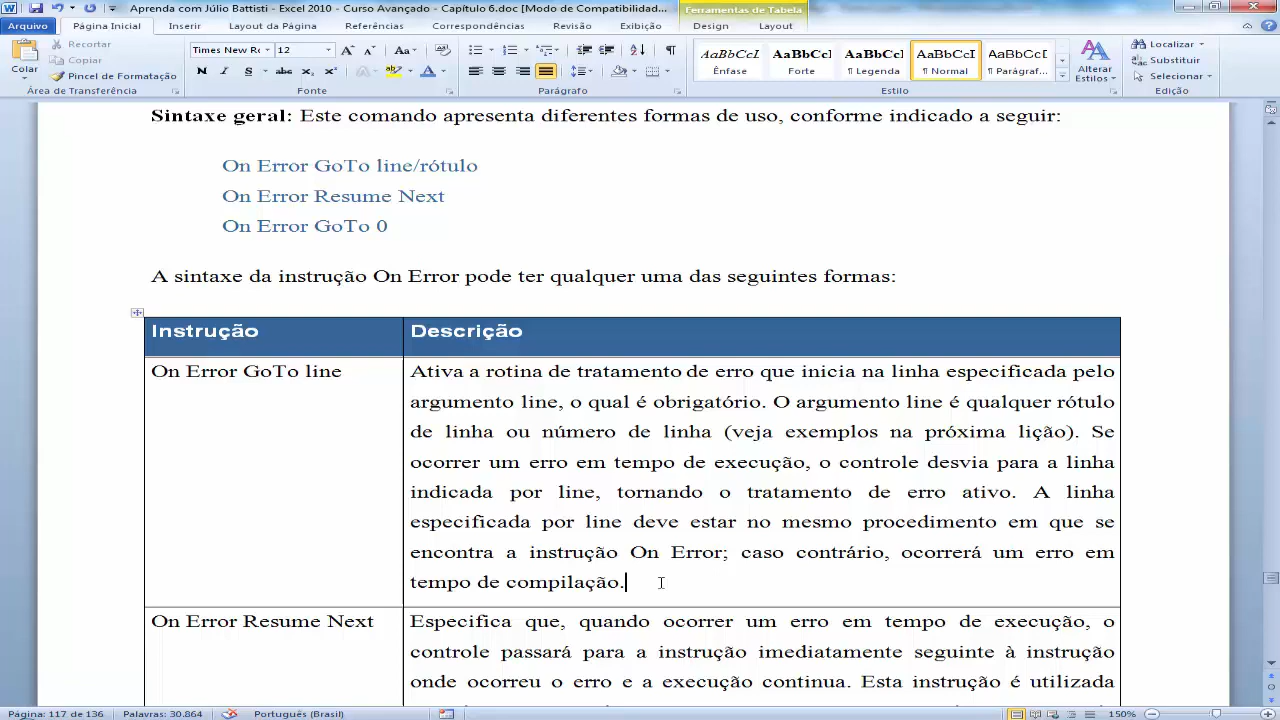 Aprenda com Júlio Battisti - Excel 2010 - Curso Avançado - Capítulo 6.doc [Modo de Compatibilidad...
Ferramentas de Tabela
Arquivo Página Inicial Inserir Layout da Página Referências Correspondências Revisão Exibição Design Layout
Colar
Recortar
Copiar
Pincel de Formatação
Times New Ro 12
Aa
N I S abc x₂ x²
A A
AaBbCcI AaBbCcI AaBbCcI AaBbCcI AaBbCcI
Ênfase Forte ¶ Legenda ¶ Normal ¶ Parágraf...
Alterar
Estilos
Localizar
Substituir
Selecionar
Área de Transferência Fonte Parágrafo Estilo Edição
Sintaxe geral: Este comando apresenta diferentes formas de uso, conforme indicado a seguir:
On Error GoTo line/rótulo
On Error Resume Next
On Error GoTo 0
A sintaxe da instrução On Error pode ter qualquer uma das seguintes formas:
Instrução Descrição
On Error GoTo line
Ativa a rotina de tratamento de erro que inicia na linha especificada pelo
argumento line, o qual é obrigatório. O argumento line é qualquer rótulo
de linha ou número de linha (veja exemplos na próxima lição). Se
ocorrer um erro em tempo de execução, o controle desvia para a linha
indicada por line, tornando o tratamento de erro ativo. A linha
especificada por line deve estar no mesmo procedimento em que se
encontra a instrução On Error; caso contrário, ocorrerá um erro em
tempo de compilação.
On Error Resume Next
Especifica que, quando ocorrer um erro em tempo de execução, o
controle passará para a instrução imediatamente seguinte à instrução
onde ocorreu o erro e a execução continua. Esta instrução é utilizada
Página: 117 de 136 Palavras: 30.864 Português (Brasil) 150%